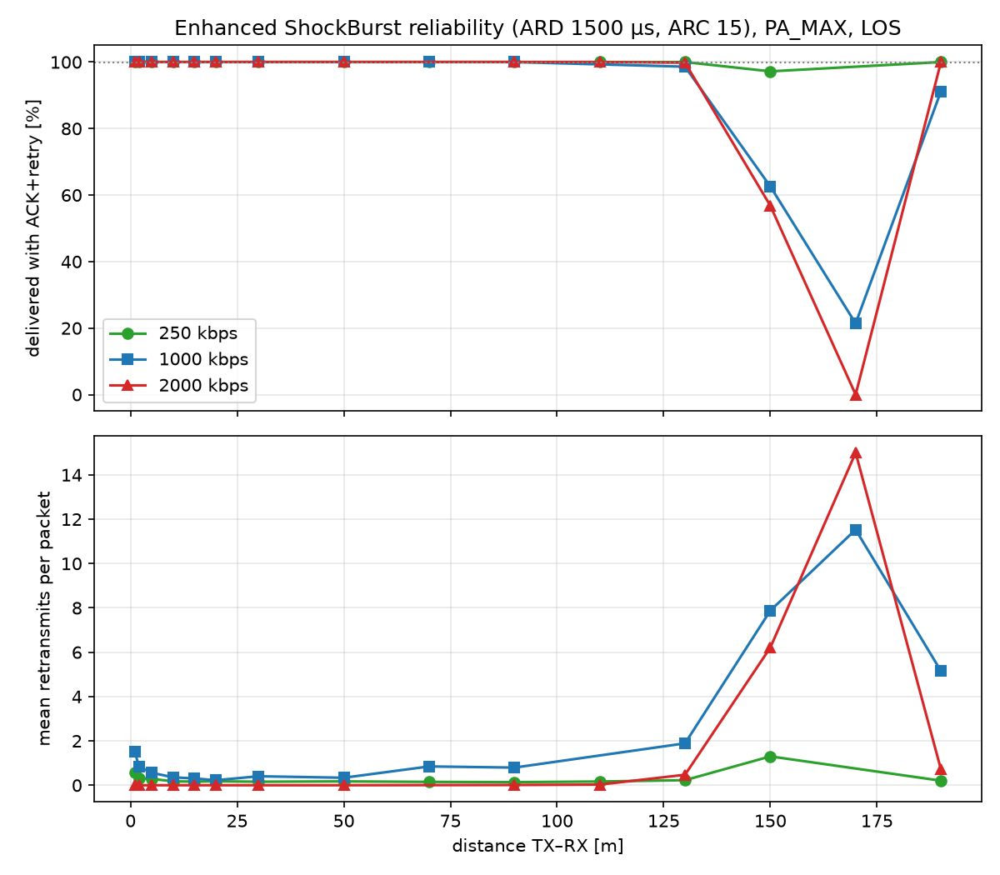 Enhanced ShockBurst reliability (ARD 1500 µs, ARC 15), PA_MAX, LOS
delivered with ACK+retry [%]
100
80
60
40
20
0
250 kbps
1000 kbps
2000 kbps
mean retransmits per packet
14
12
10
8
6
4
2
0
0 25 50 75 100 125 150 175
distance TX–RX [m]